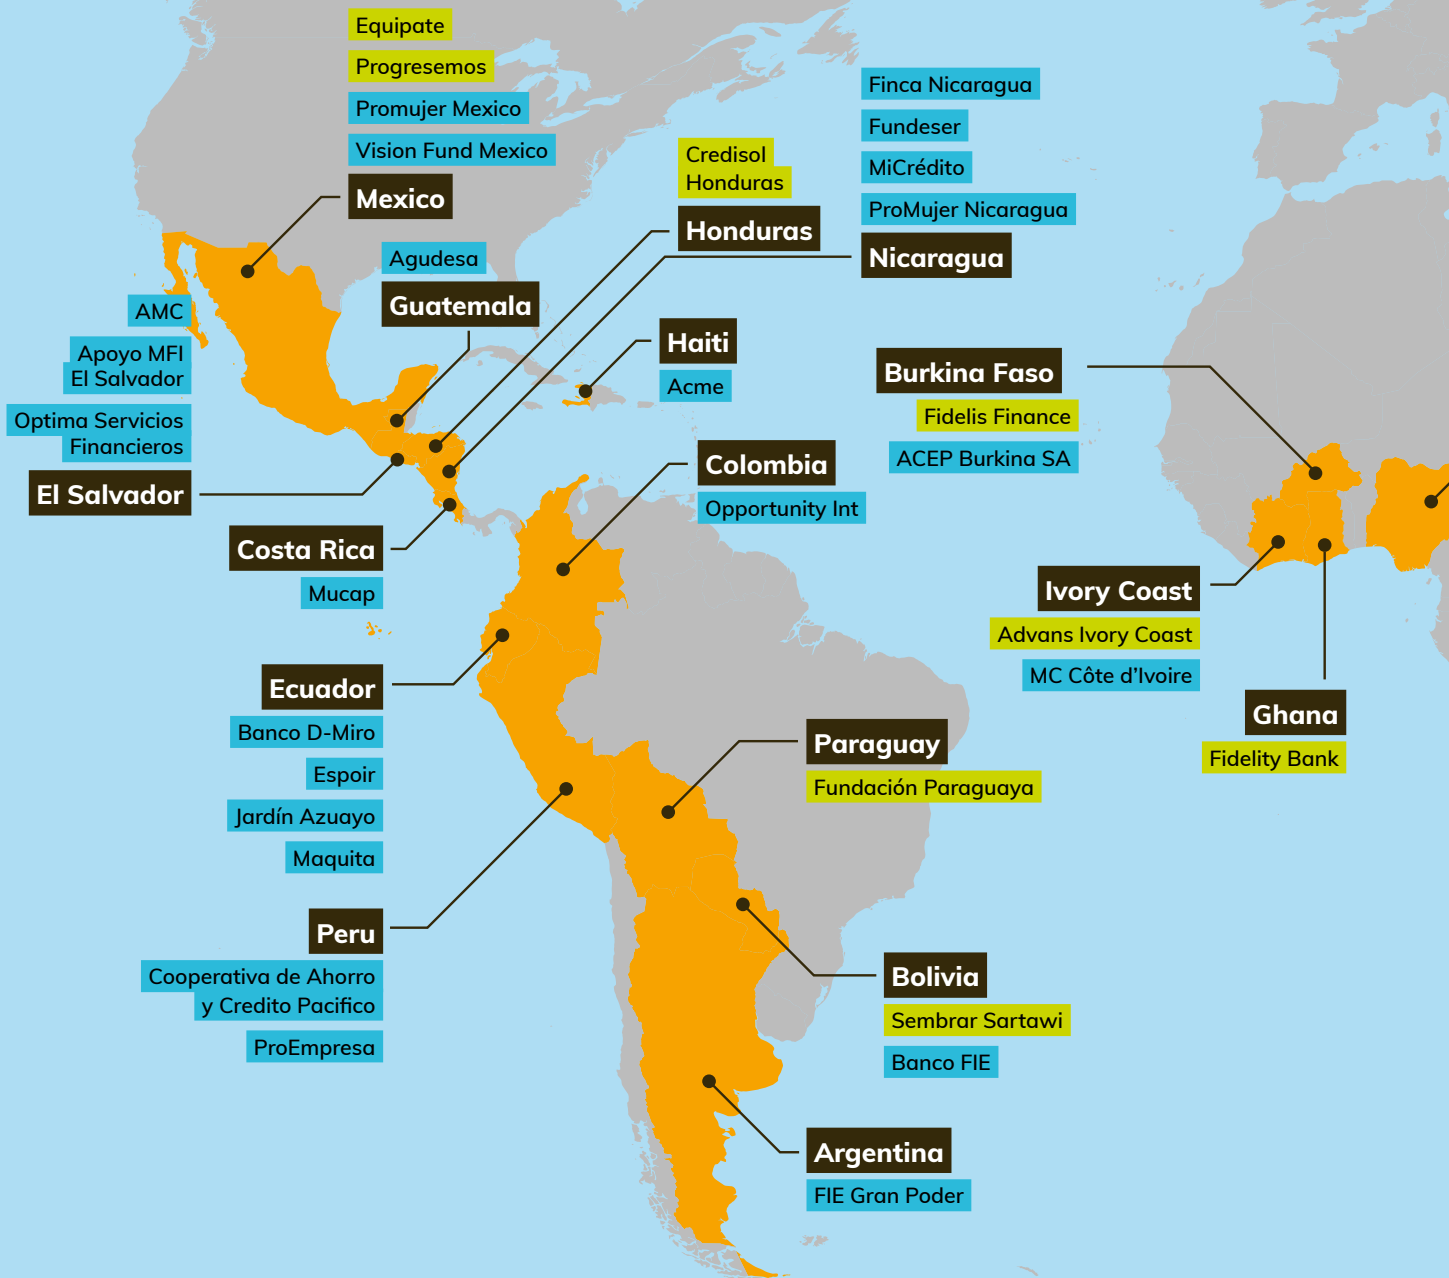 Equipate
Progresemos
Promujer Mexico
Vision Fund Mexico
Mexico
Credisol
Honduras
Honduras
Finca Nicaragua
Fundeser
MiCrédito
ProMujer Nicaragua
Nicaragua
Agudesa
Guatemala
AMC
Apoyo MFI
El Salvador
Optima Servicios
Financieros
El Salvador
Haiti
Acme
Burkina Faso
Fidelis Finance
ACEP Burkina SA
Colombia
Opportunity Int
Costa Rica
Mucap
Ivory Coast
Advans Ivory Coast
MC Côte d'Ivoire
Ghana
Fidelity Bank
Ecuador
Banco D-Miro
Espoir
Jardín Azuayo
Maquita
Paraguay
Fundación Paraguaya
Peru
Cooperativa de Ahorro
y Credito Pacifico
ProEmpresa
Bolivia
Sembrar Sartawi
Banco FIE
Argentina
FIE Gran Poder